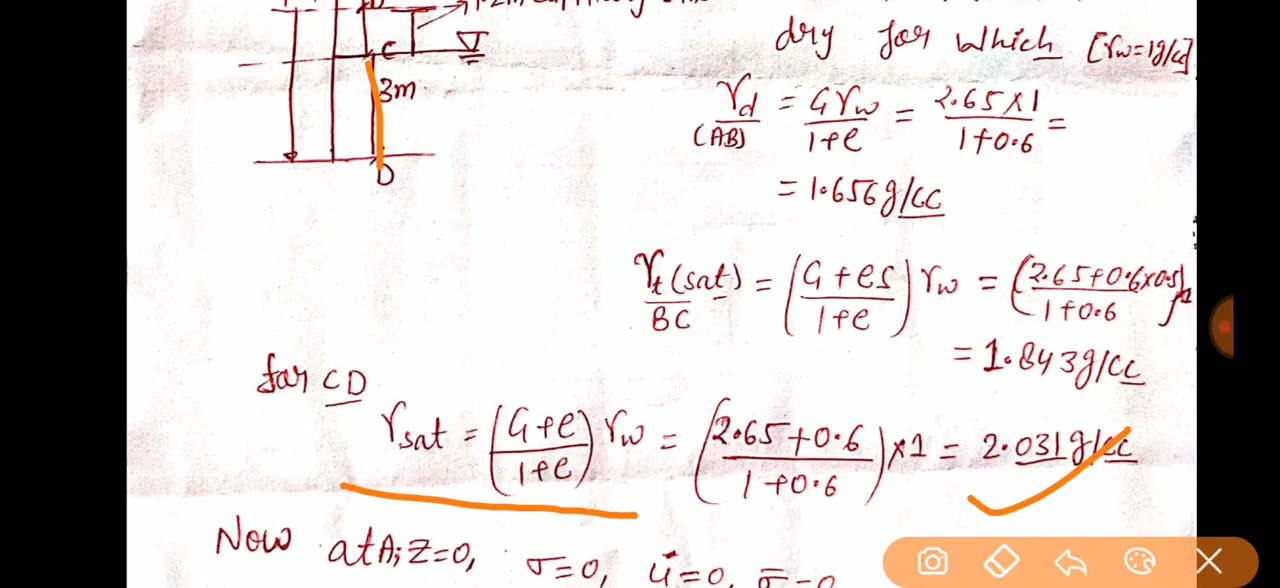 C
3m
D
dry for which [γw=1g/cc]
γd (AB) = Gγw/1+e = 2.65×1/1+0.6 =
= 1.656g/cc
γt(sat) BC = (G+es/1+e) γw = (2.65+0.6×0.5/1+0.6)
= 1.843g/cc
for CD
γsat = (G+e/1+e) γw = (2.65+0.6/1+0.6)×1 = 2.031g/cc
Now at A; Z=0, σ=0, u=0, σ̄=0